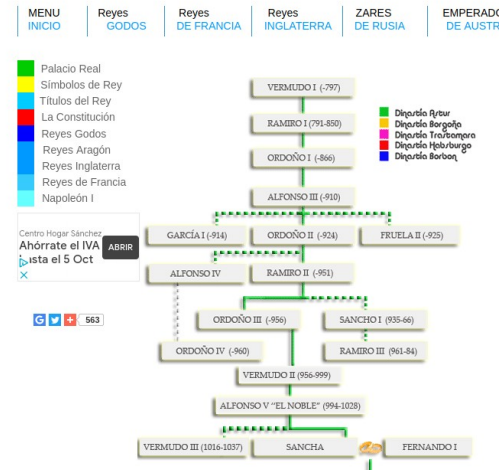 MENU
INICIO
Reyes
GODOS
Reyes
DE FRANCIA
Reyes
INGLATERRA
ZARES
DE RUSIA
EMPERADO
DE AUSTR
Palacio Real
Símbolos de Rey
Títulos del Rey
La Constitución
Reyes Godos
Reyes Aragón
Reyes Inglaterra
Reyes de Francia
Napoleón I
Centro Hogar Sánchez
Ahórrate el IVA
hasta el 5 Oct
ABRIR
563
VERMUDO I (-797)
RAMIRO I (791-850)
ORDOÑO I (-866)
ALFONSO III (-910)
Dinastía Astur
Dinastía Borgoña
Dinastía Trastamara
Dinastía Habsburgo
Dinastía Borbon
GARCÍA I (-914)
ORDOÑO II (-924)
FRUELA II (-925)
ALFONSO IV
RAMIRO II (-951)
ORDOÑO III (-956)
SANCHO I (935-66)
ORDOÑO IV (-960)
RAMIRO III (961-84)
VERMUDO II (956-999)
ALFONSO V “EL NOBLE” (994-1028)
VERMUDO III (1016-1037)
SANCHA
FERNANDO I